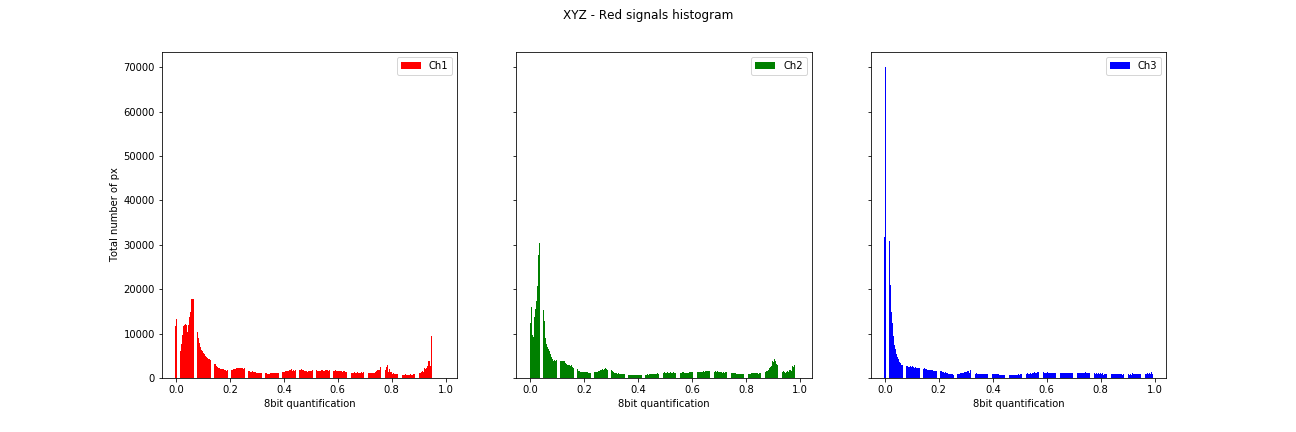 XYZ - Red signals histogram
Total number of px
70000
60000
50000
40000
30000
20000
10000
0
Ch1
0.0 0.2 0.4 0.6 0.8 1.0
8bit quantification
Ch2
0.0 0.2 0.4 0.6 0.8 1.0
8bit quantification
Ch3
0.0 0.2 0.4 0.6 0.8 1.0
8bit quantification